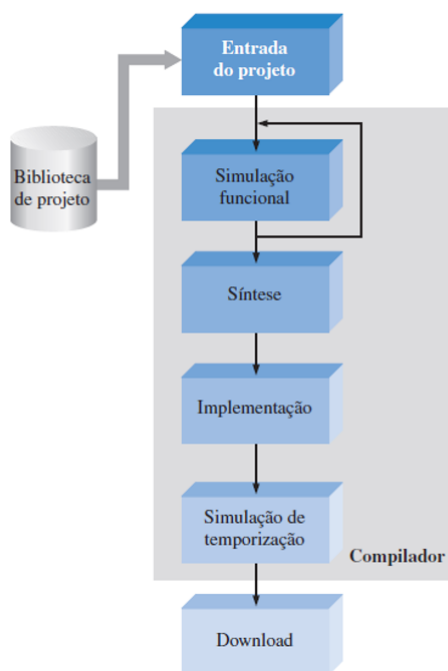 Entrada
do projeto
Biblioteca
de projeto
Simulação
funcional
Síntese
Implementação
Simulação de
temporização
Compilador
Download